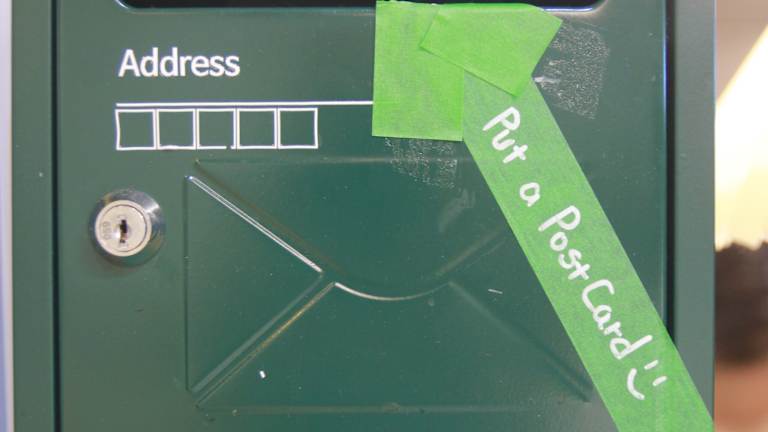 Address
Put a PostCard :)